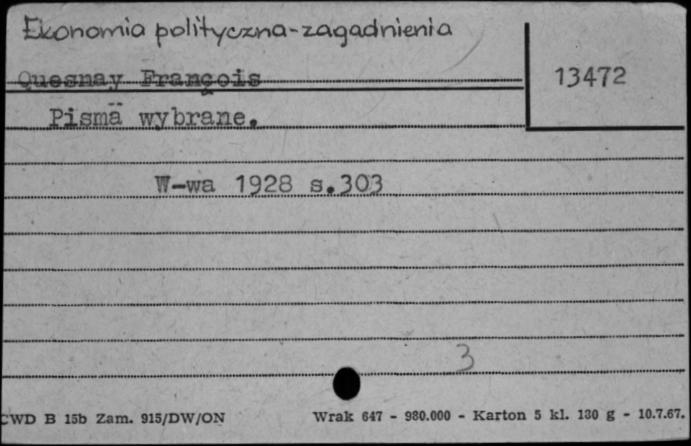 Ekonomia polityczna-zagadnienia
Quesnay François
13472
Pisma wybrane.
W-wa 1928 s.303
3
CWD B 15b Zam. 915/DW/ON
Wrak 647 - 980.000 - Karton 5 kl. 130 g - 10.7.67.